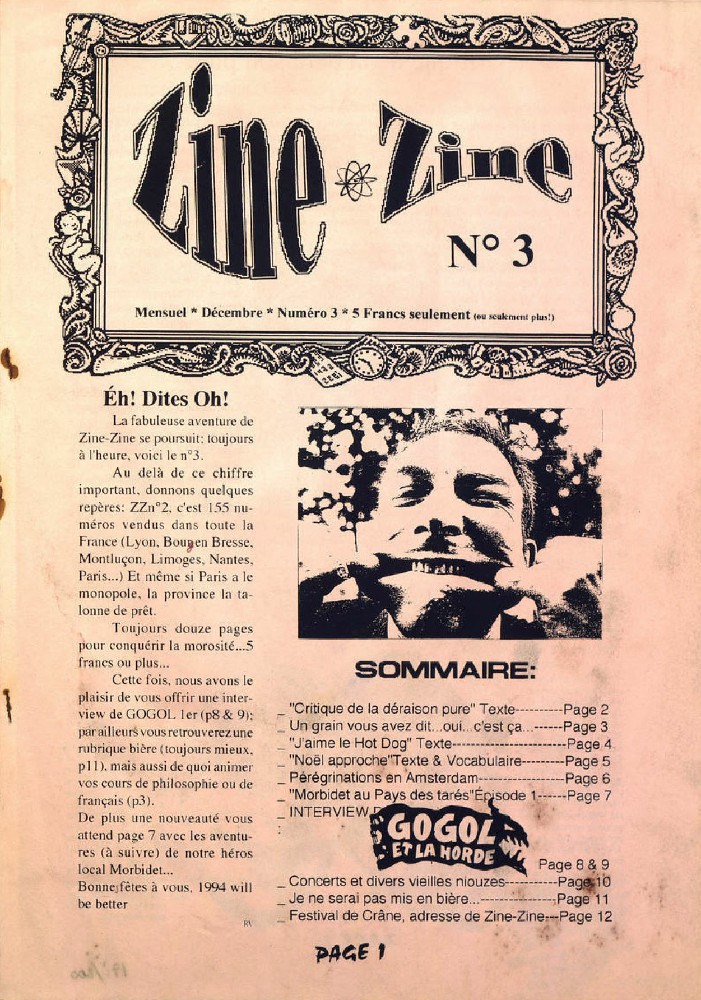 Zine Zine
N° 3
Mensuel * Décembre * Numéro 3 * 5 Francs seulement (ou seulement plus!)
Éh! Dites Oh!
La fabuleuse aventure de
Zine-Zine se poursuit: toujours
à l'heure, voici le n°3.
Au delà de ce chiffre
important, donnons quelques
repères: ZZn°2, c'est 155 nu-
méros vendus dans toute la
France (Lyon, Bourg en Bresse,
Montluçon, Limoges, Nantes,
Paris...) Et même si Paris a le
monopole, la province la ta-
lonne de prêt.
Toujours douze pages
pour conquérir la morosité...5
francs ou plus...
Cette fois, nous avons le
plaisir de vous offrir une inter-
view de GOGOL 1er (p8 & 9);
par ailleurs vous retrouverez une
rubrique bière (toujours mieux,
p11), mais aussi de quoi animer
vos cours de philosophie ou de
français (p3).
De plus une nouveauté vous
attend page 7 avec les aventu-
res (à suivre) de notre héros
local Morbidet...
Bonne fêtes à vous, 1994 will
be better
RV
SOMMAIRE:
_ "Critique de la déraison pure" Texte----------Page 2
_ Un grain vous avez dit...oui...c'est ça...------Page 3
_ "J'aime le Hot Dog" Texte------------------------Page 4
_ "Noël approche"Texte & Vocabulaire---------Page 5
_ Pérégrinations en Amsterdam------------------Page 6
_ "Morbidet au Pays des tarés"Épisode 1------Page 7
_ INTERVIEW
:
GOGOL
ET LA HORDE
Page 8 & 9
_ Concerts et divers vieilles niouzes-----------Page 10
_ Je ne serai pas mis en bière...----------------Page 11
_ Festival de Crâne, adresse de Zine-Zine---Page 12
PAGE 1